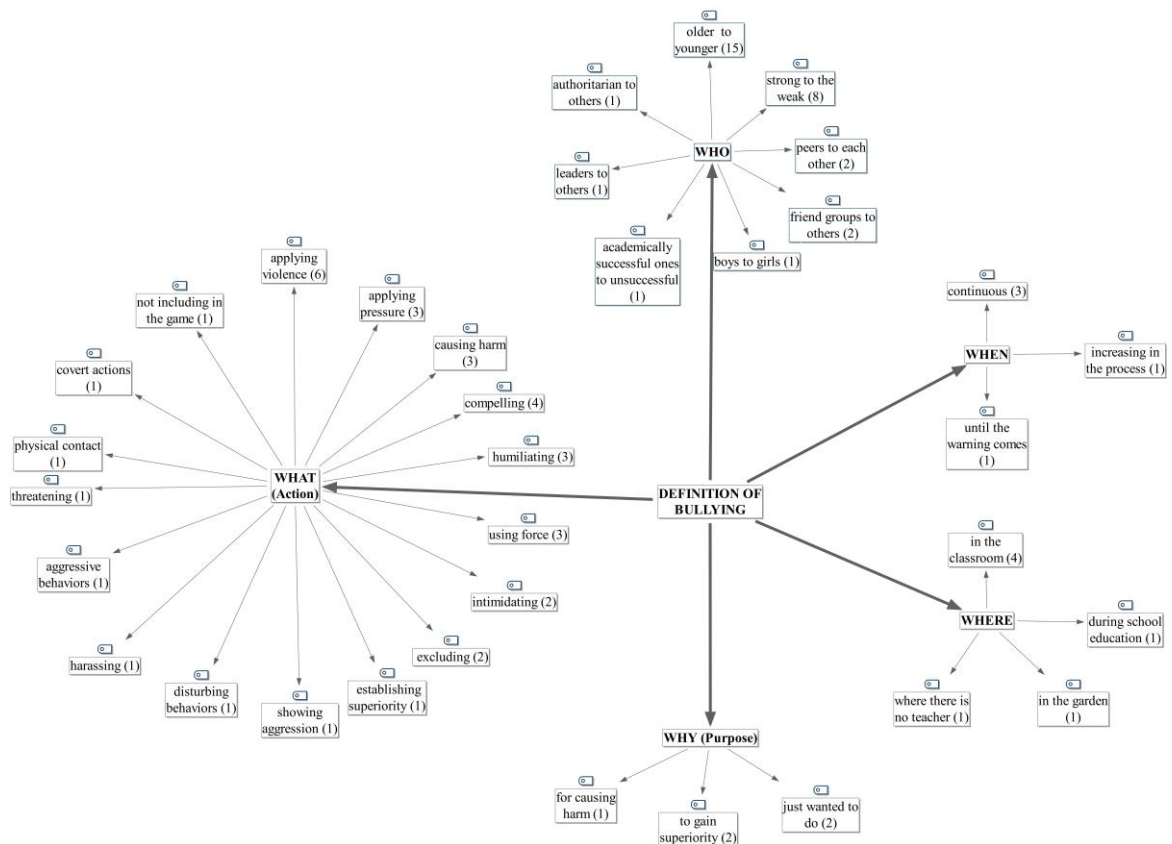 older to
younger (15)
authoritarian to
others (1)
strong to the
weak (8)
WHO
peers to each
other (2)
leaders to
others (1)
friend groups to
others (2)
academically
successful ones
to unsuccessful
(1)
boys to girls (1)
applying
violence (6)
not including in
the game (1)
applying
pressure (3)
causing harm
(3)
covert actions
(1)
compelling (4)
physical contact
(1)
humiliating (3)
threatening (1)
WHAT
(Action)
using force (3)
aggressive
behaviors (1)
intimidating (2)
harassing (1)
excluding (2)
disturbing
behaviors (1)
showing
aggression (1)
establishing
superiority (1)
DEFINITION OF
BULLYING
continuous (3)
WHEN
increasing in
the process (1)
until the
warning comes
(1)
in the
classroom (4)
WHERE
during school
education (1)
where there is
no teacher (1)
in the garden
(1)
WHY (Purpose)
for causing
harm (1)
to gain
superiority (2)
just wanted to
do (2)